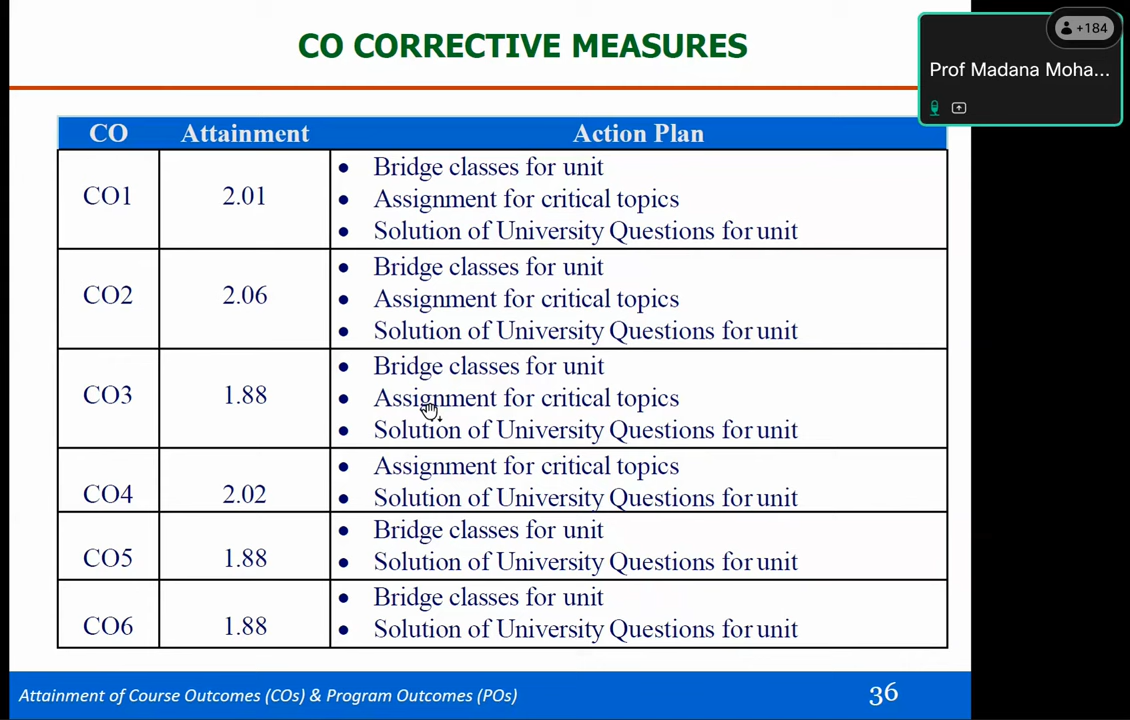 CO CORRECTIVE MEASURES
+184
Prof Madana Moha...
CO Attainment Action Plan
CO1 2.01
• Bridge classes for unit
• Assignment for critical topics
• Solution of University Questions for unit
CO2 2.06
• Bridge classes for unit
• Assignment for critical topics
• Solution of University Questions for unit
CO3 1.88
• Bridge classes for unit
• Assignment for critical topics
• Solution of University Questions for unit
CO4 2.02
• Assignment for critical topics
• Solution of University Questions for unit
CO5 1.88
• Bridge classes for unit
• Solution of University Questions for unit
CO6 1.88
• Bridge classes for unit
• Solution of University Questions for unit
Attainment of Course Outcomes (COs) & Program Outcomes (POs)
36